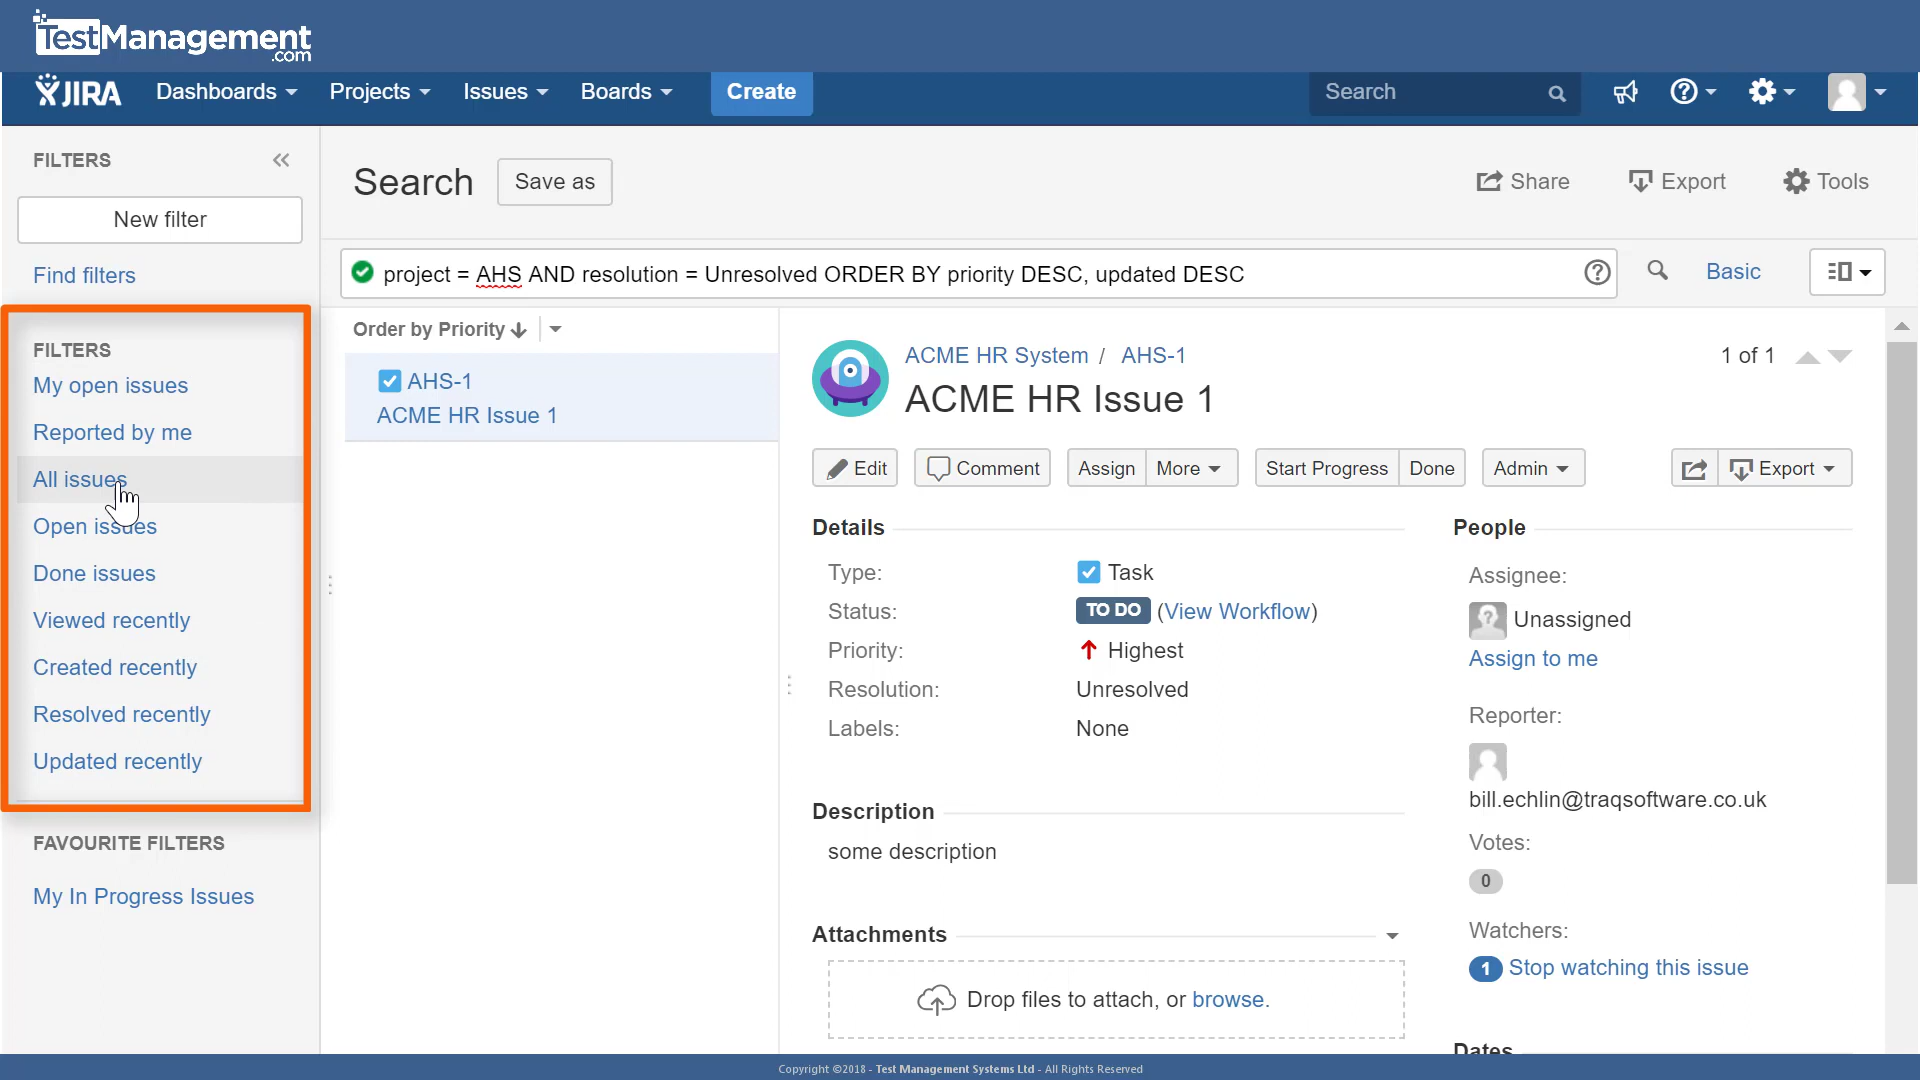 TestManagement
.com
JIRA Dashboards Projects Issues Boards Create Search
FILTERS
New filter
Find filters
FILTERS
My open issues
Reported by me
All issues
Open issues
Done issues
Viewed recently
Created recently
Resolved recently
Updated recently
FAVOURITE FILTERS
My In Progress Issues
Search Save as Share Export Tools
project = AHS AND resolution = Unresolved ORDER BY priority DESC, updated DESC
Basic
Order by Priority
AHS-1
ACME HR Issue 1
ACME HR System / AHS-1
1 of 1
ACME HR Issue 1
Edit Comment Assign More Start Progress Done Admin Export
Details
Type: Task
Status: TO DO (View Workflow)
Priority: Highest
Resolution: Unresolved
Labels: None
Description
some description
Attachments
Drop files to attach, or browse.
People
Assignee:
Unassigned
Assign to me
Reporter:
bill.echlin@traqsoftware.co.uk
Votes:
0
Watchers:
1 Stop watching this issue
Dates
Copyright ©2018 - Test Management Systems Ltd - All Rights Reserved